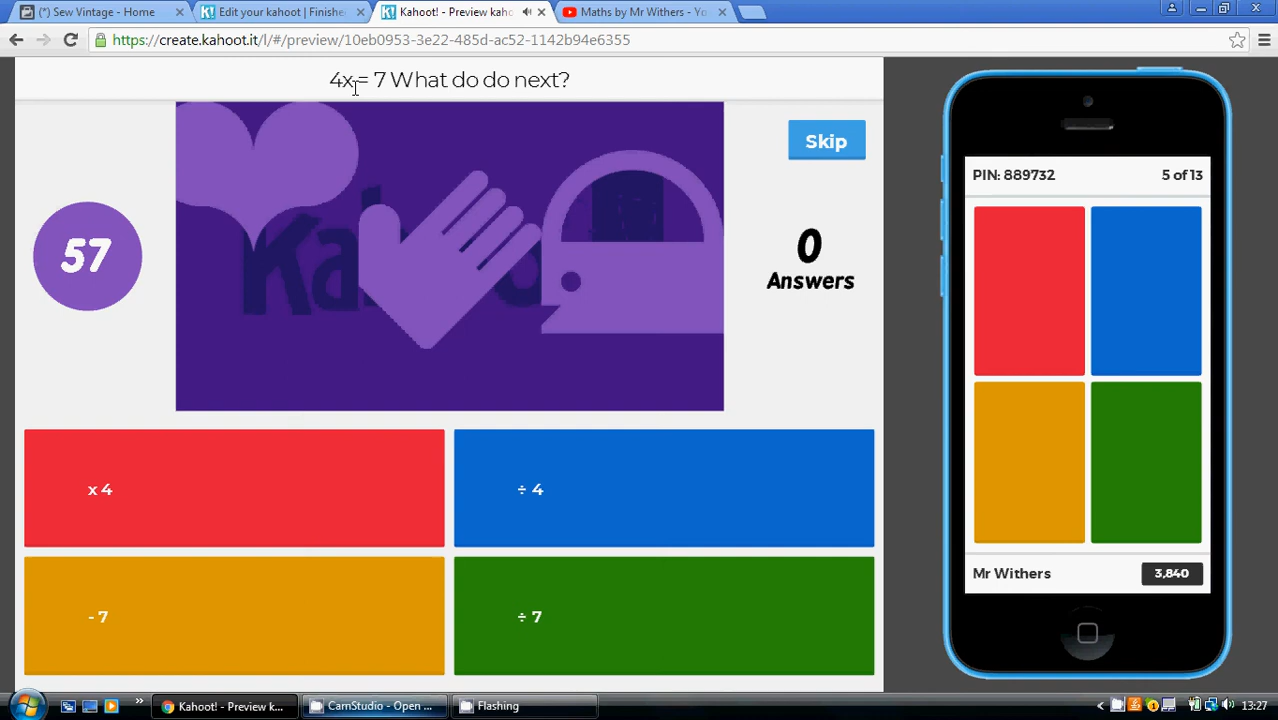 (*) Sew Vintage - Home
Edit your kahoot | Finishe
Kahoot! - Preview kaho
Maths by Mr Withers - Yo
https://create.kahoot.it/l/#/preview/10eb0953-3e22-485d-ac52-1142b94e6355
4x = 7 What do do next?
Skip
57
0
Answers
PIN: 889732
5 of 13
x 4
÷ 4
- 7
÷ 7
Mr Withers
3,840
Kahoot! - Preview k...
CamStudio - Open ...
Flashing
13:27